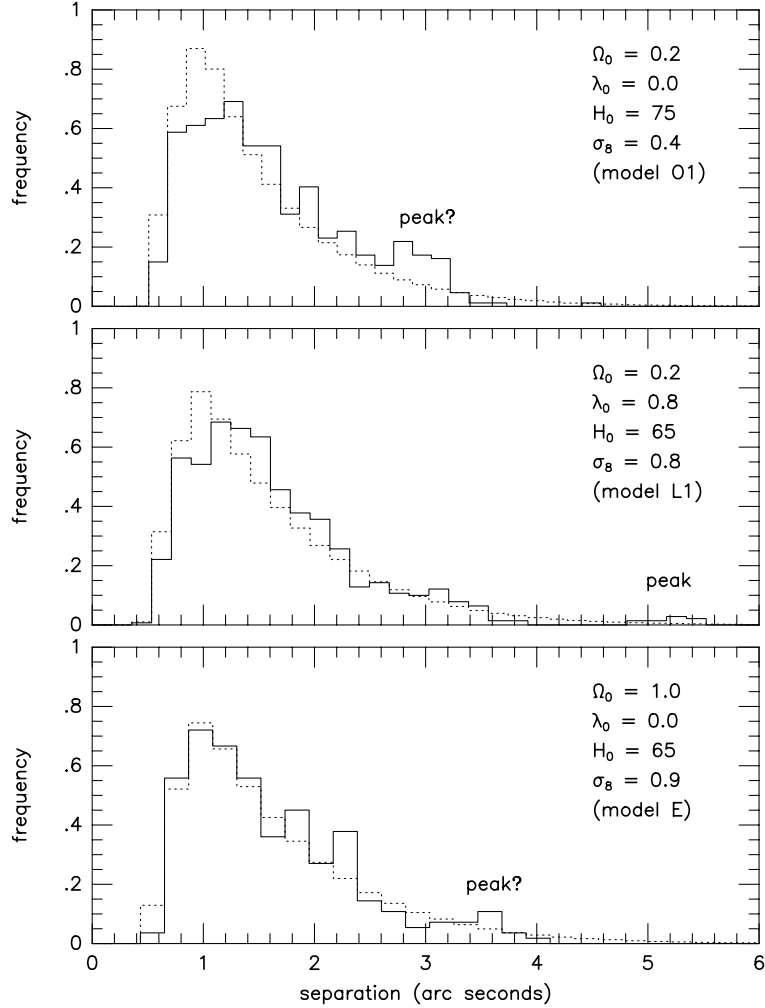 frequency
1
.8
.6
.4
.2
0
peak?
Ω₀ = 0.2
λ₀ = 0.0
H₀ = 75
σ₈ = 0.4
(model O1)
frequency
1
.8
.6
.4
.2
0
peak
Ω₀ = 0.2
λ₀ = 0.8
H₀ = 65
σ₈ = 0.8
(model L1)
frequency
1
.8
.6
.4
.2
0
peak?
Ω₀ = 1.0
λ₀ = 0.0
H₀ = 65
σ₈ = 0.9
(model E)
0 1 2 3 4 5 6
separation (arc seconds)